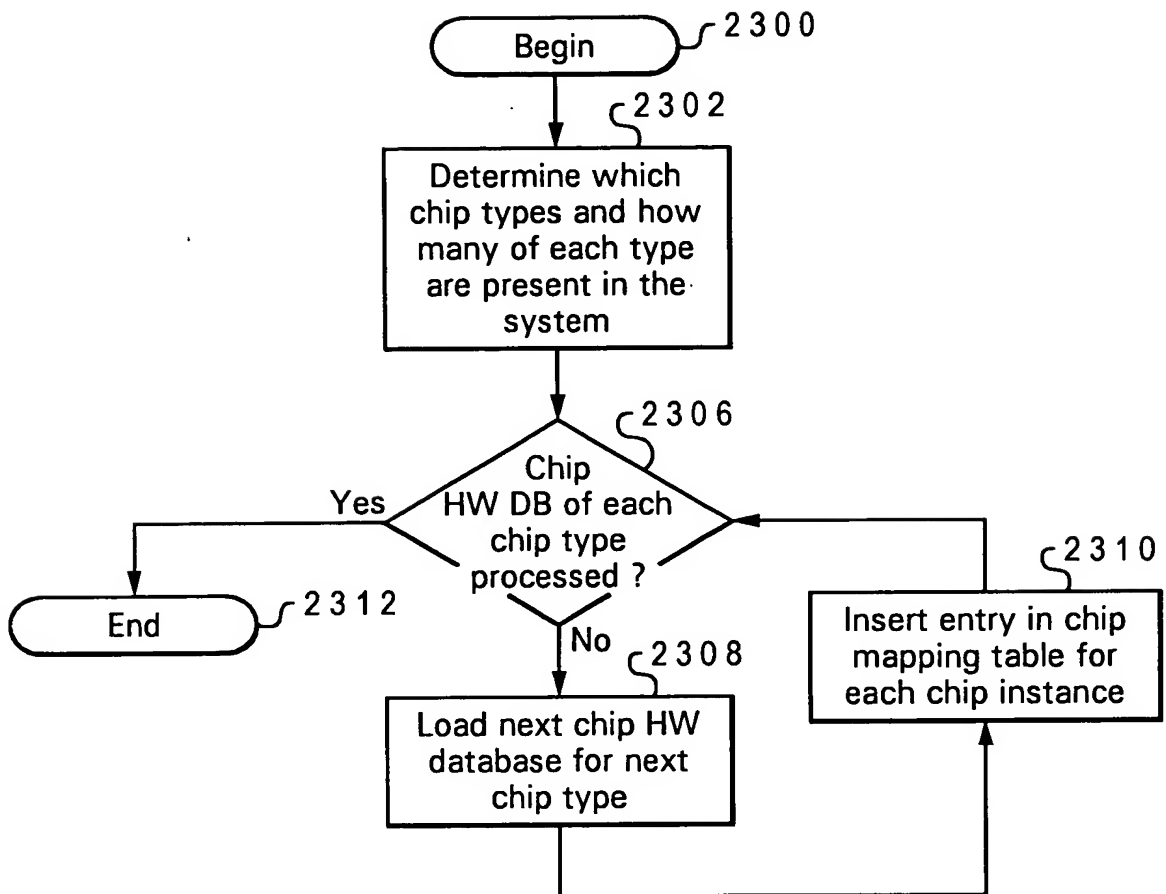 Begin
2300
2302
Determine which
chip types and how
many of each type
are present in the
system
2306
Chip
HW DB of each
chip type
processed ?
Yes
No
2310
Insert entry in chip
mapping table for
each chip instance
End
2312
2308
Load next chip HW
database for next
chip type